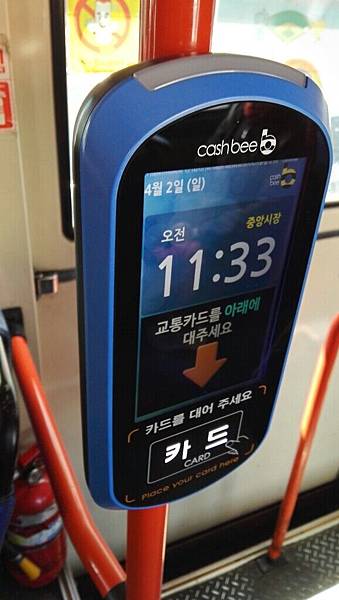 cashbee
4월 2일 (일)
cash
bee
중앙시장
오전
11:33
교통카드를 아래에
대주세요
카드를 대어 주세요
카 드
CARD
Place your card here